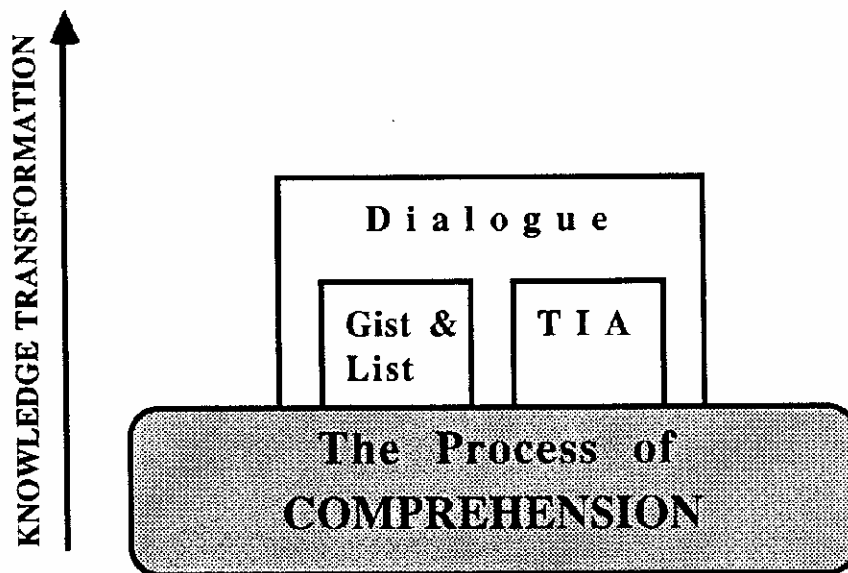 KNOWLEDGE TRANSFORMATION
Dialogue
Gist &
List
TIA
The Process of
COMPREHENSION